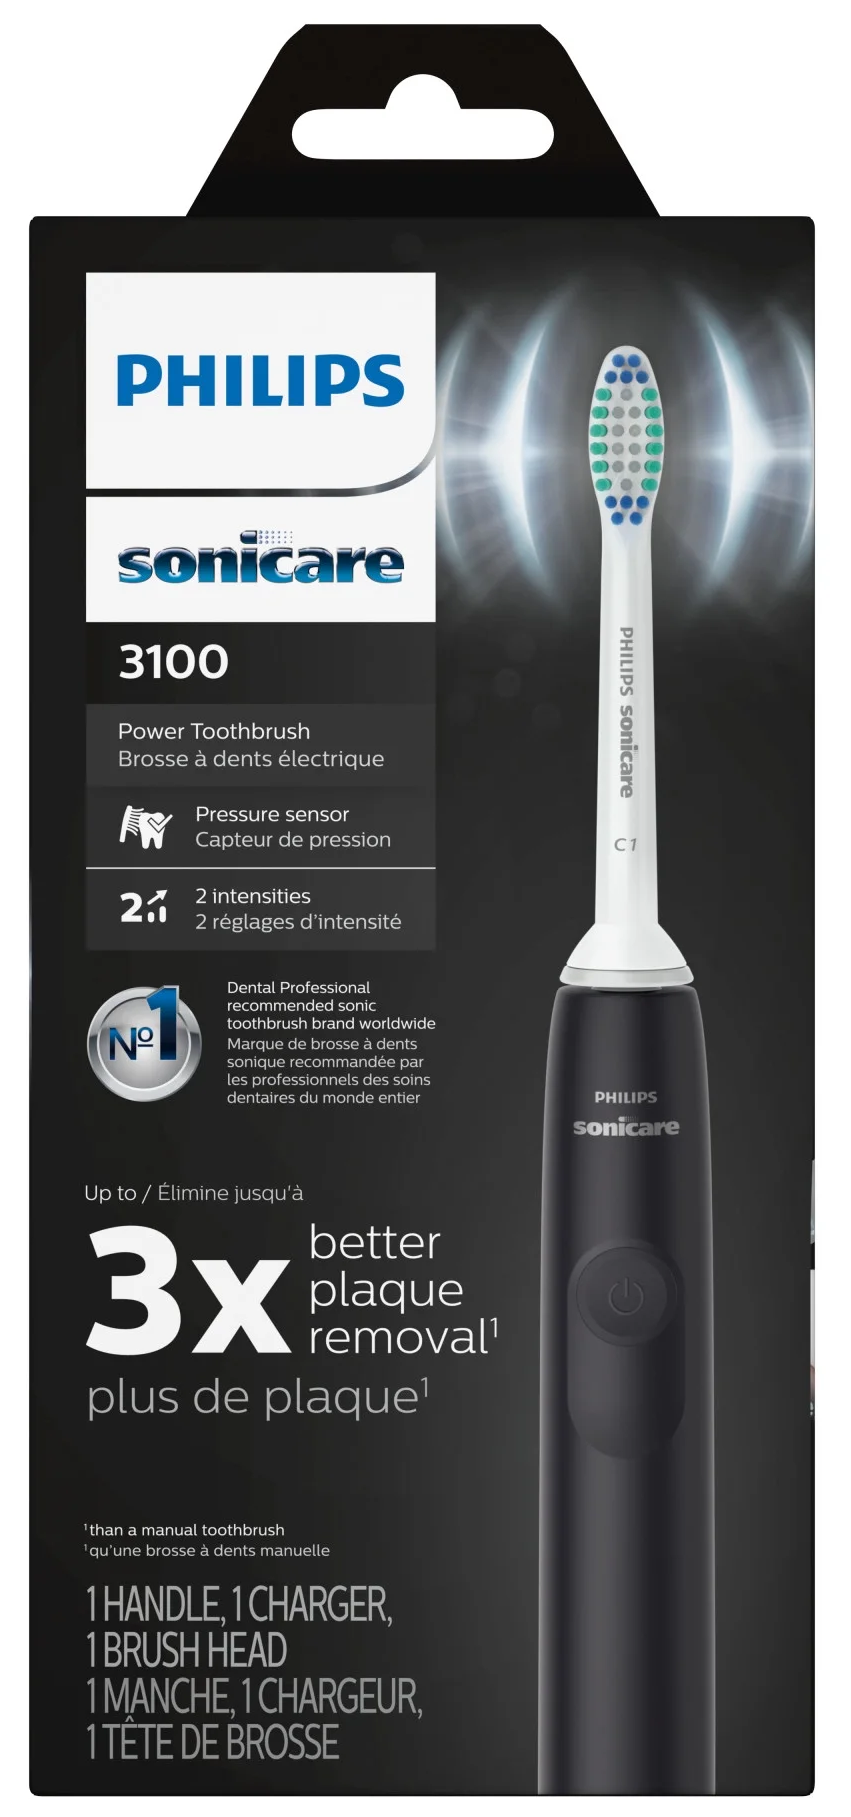 PHILIPS
sonicare
3100
Power Toothbrush
Brosse à dents électrique
Pressure sensor
Capteur de pression
2
2 intensities
2 réglages d'intensité
Nº1
Dental Professional
recommended sonic
toothbrush brand worldwide
Marque de brosse à dents
sonique recommandée par
les professionnels des soins
dentaires du monde entier
Up to / Élimine jusqu'à
3x
better
plaque
removal¹
plus de plaque¹
¹than a manual toothbrush
¹qu'une brosse à dents manuelle
1 HANDLE, 1 CHARGER,
1 BRUSH HEAD
1 MANCHE, 1 CHARGEUR,
1 TÊTE DE BROSSE
PHILIPS sonicare
C1
PHILIPS
sonicare